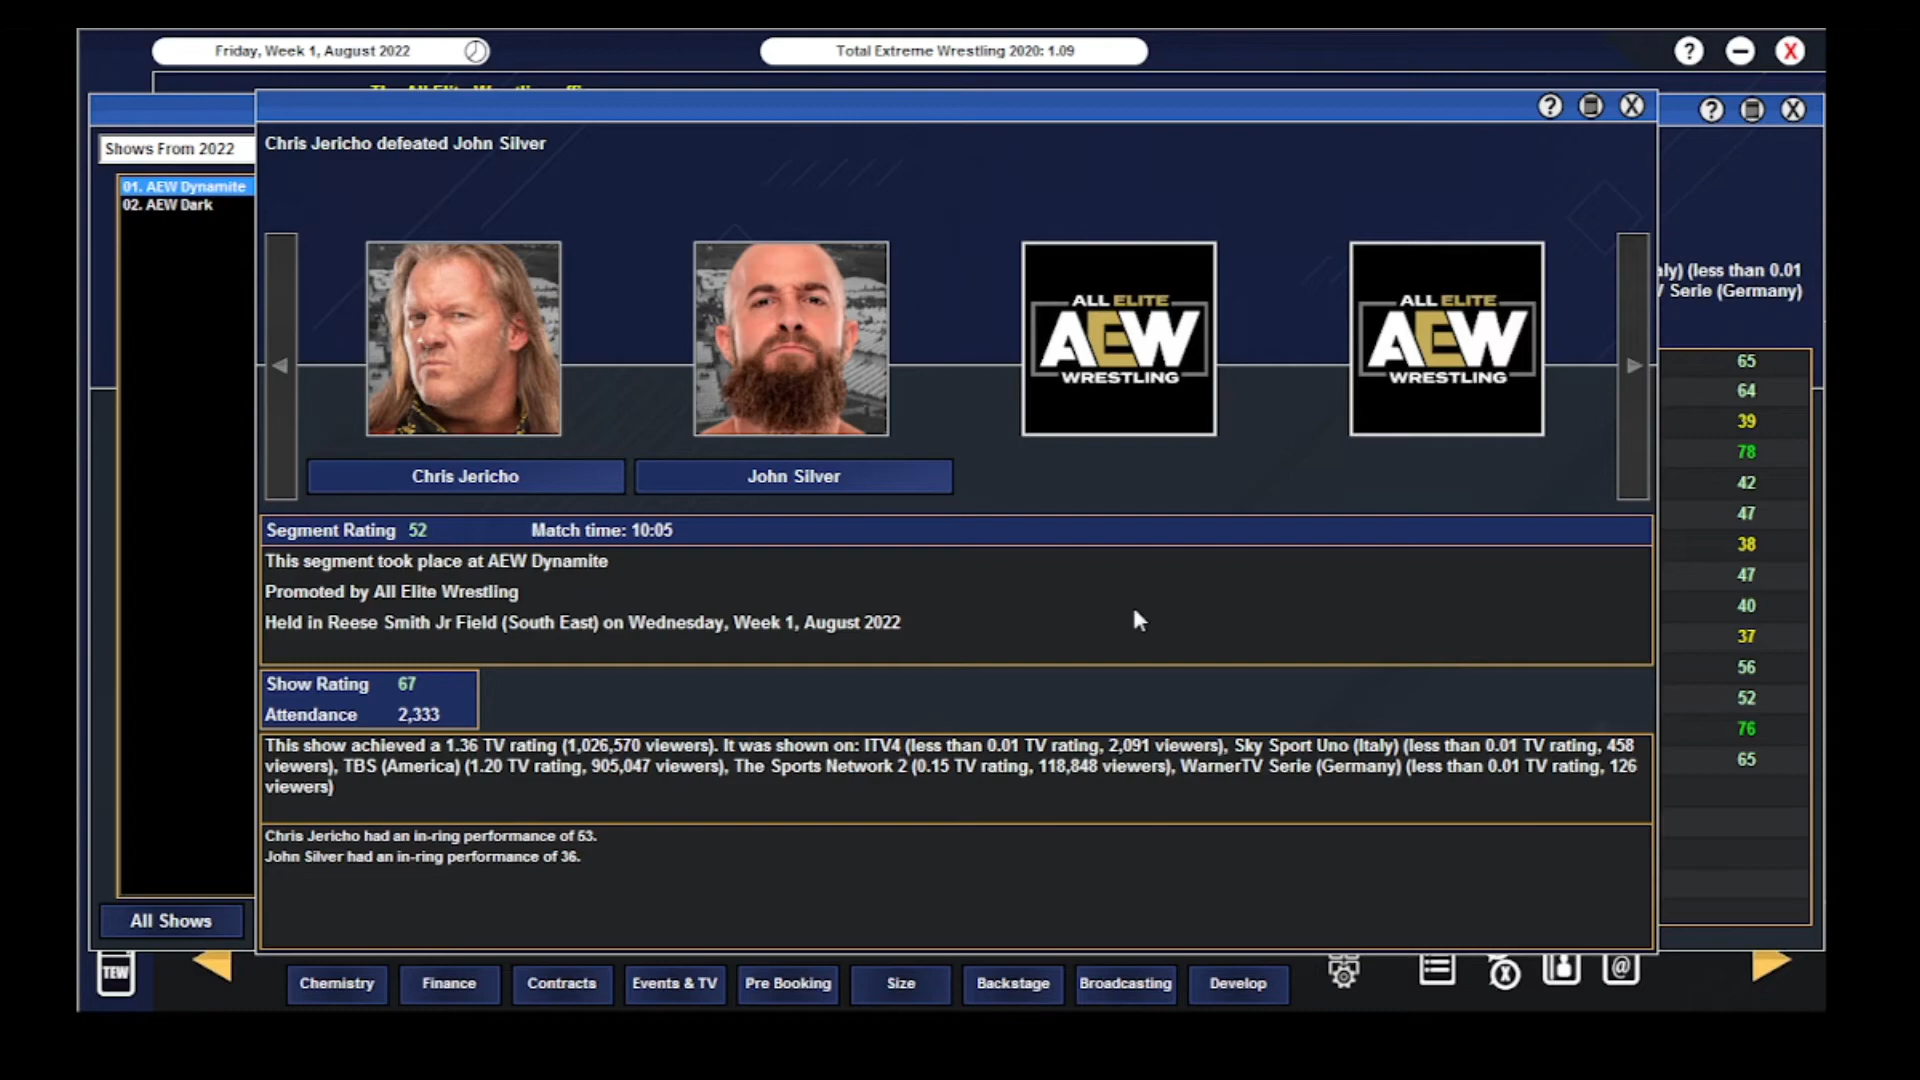 Friday, Week 1, August 2022
Total Extreme Wrestling 2020: 1.09
?
X
? X
? X
Shows From 2022
01. AEW Dynamite
02. AEW Dark
Chris Jericho defeated John Silver
ALL ELITE
AEW
WRESTLING
ALL ELITE
AEW
WRESTLING
Chris Jericho
John Silver
(less than 0.01
Serie (Germany)
Segment Rating 52 Match time: 10:05
This segment took place at AEW Dynamite
Promoted by All Elite Wrestling
Held in Reese Smith Jr Field (South East) on Wednesday, Week 1, August 2022
Show Rating 67
Attendance 2,333
This show achieved a 1.36 TV rating (1,026,570 viewers). It was shown on: ITV4 (less than 0.01 TV rating, 2,091 viewers), Sky Sport Uno (Italy) (less than 0.01 TV rating, 458
viewers), TBS (America) (1.20 TV rating, 905,047 viewers), The Sports Network 2 (0.15 TV rating, 118,848 viewers), WarnerTV Serie (Germany) (less than 0.01 TV rating, 126
viewers)
Chris Jericho had an in-ring performance of 53.
John Silver had an in-ring performance of 36.
65
64
39
78
42
47
38
47
40
37
56
52
76
65
All Shows
TEW
Chemistry
Finance
Contracts
Events & TV
Pre Booking
Size
Backstage
Broadcasting
Develop
X
@